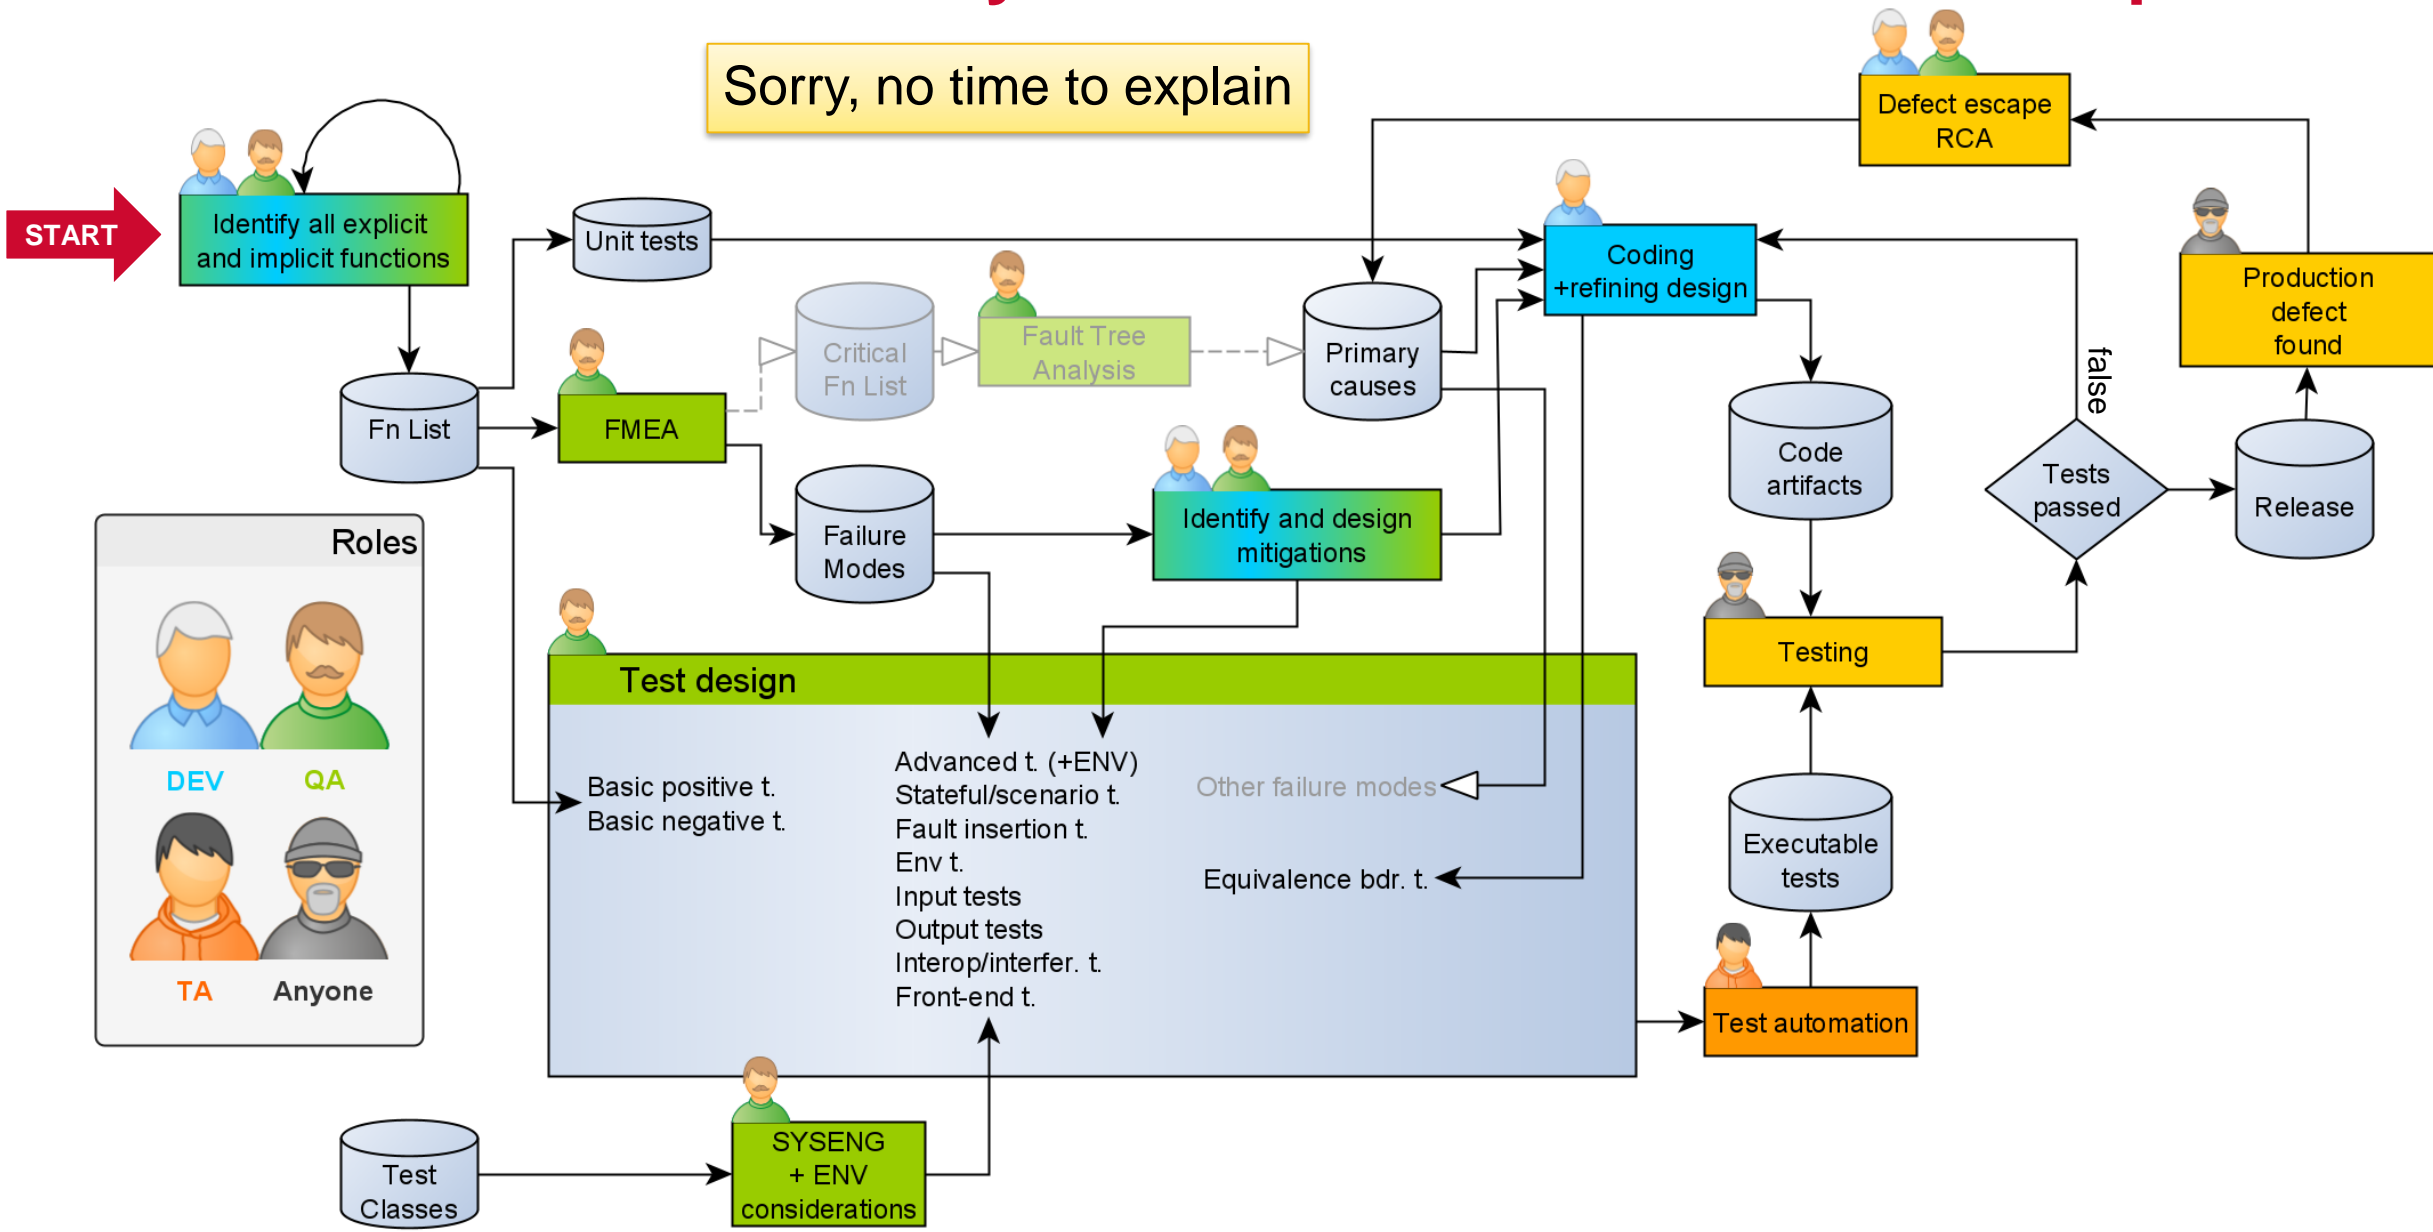 Sorry, no time to explain
Defect escape
RCA
START
Identify all explicit
and implicit functions
Unit tests
Coding
+refining design
Production
defect
found
Critical
Fn List
Fault Tree
Analysis
Primary
causes
false
Fn List
FMEA
Code
artifacts
Tests
passed
Release
Failure
Modes
Identify and design
mitigations
Roles
DEV
QA
TA
Anyone
Testing
Test design
Basic positive t.
Basic negative t.
Advanced t. (+ENV)
Stateful/scenario t.
Fault insertion t.
Env t.
Input tests
Output tests
Interop/interfer. t.
Front-end t.
Other failure modes
Equivalence bdr. t.
Executable
tests
Test automation
Test
Classes
SYSENG
+ ENV
considerations